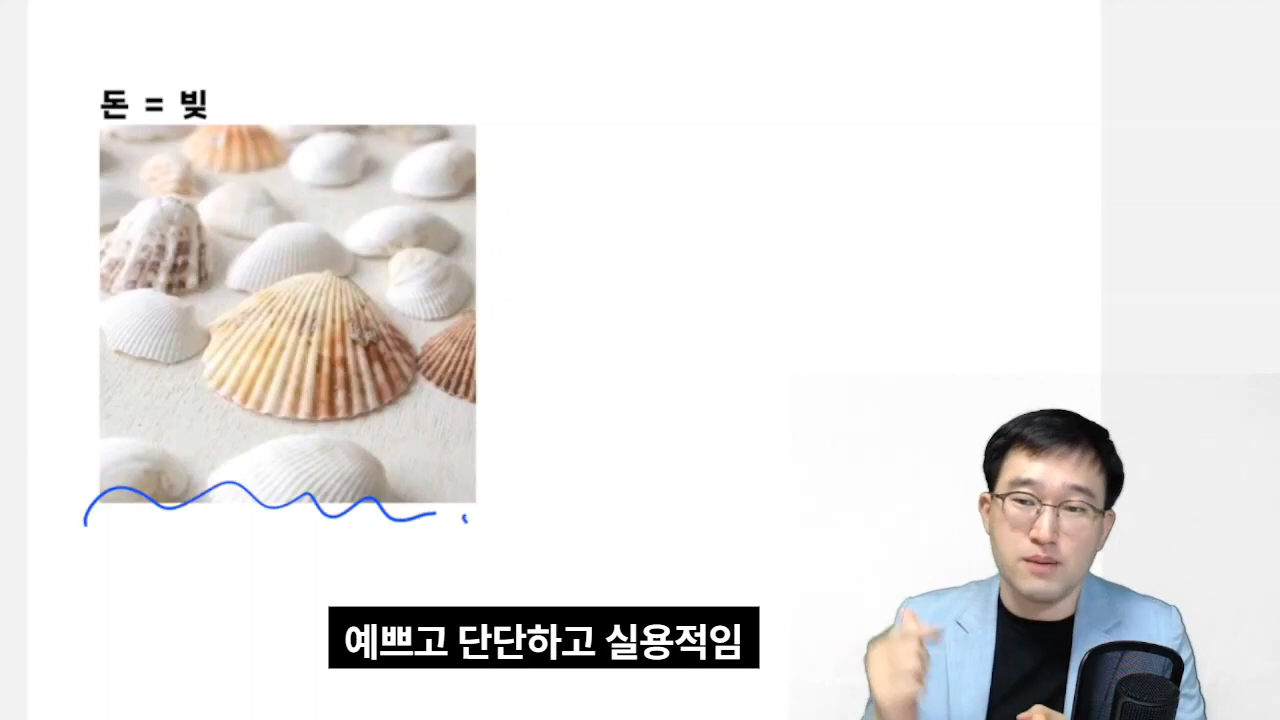 돈 = 빚
예쁘고 단단하고 실용적임